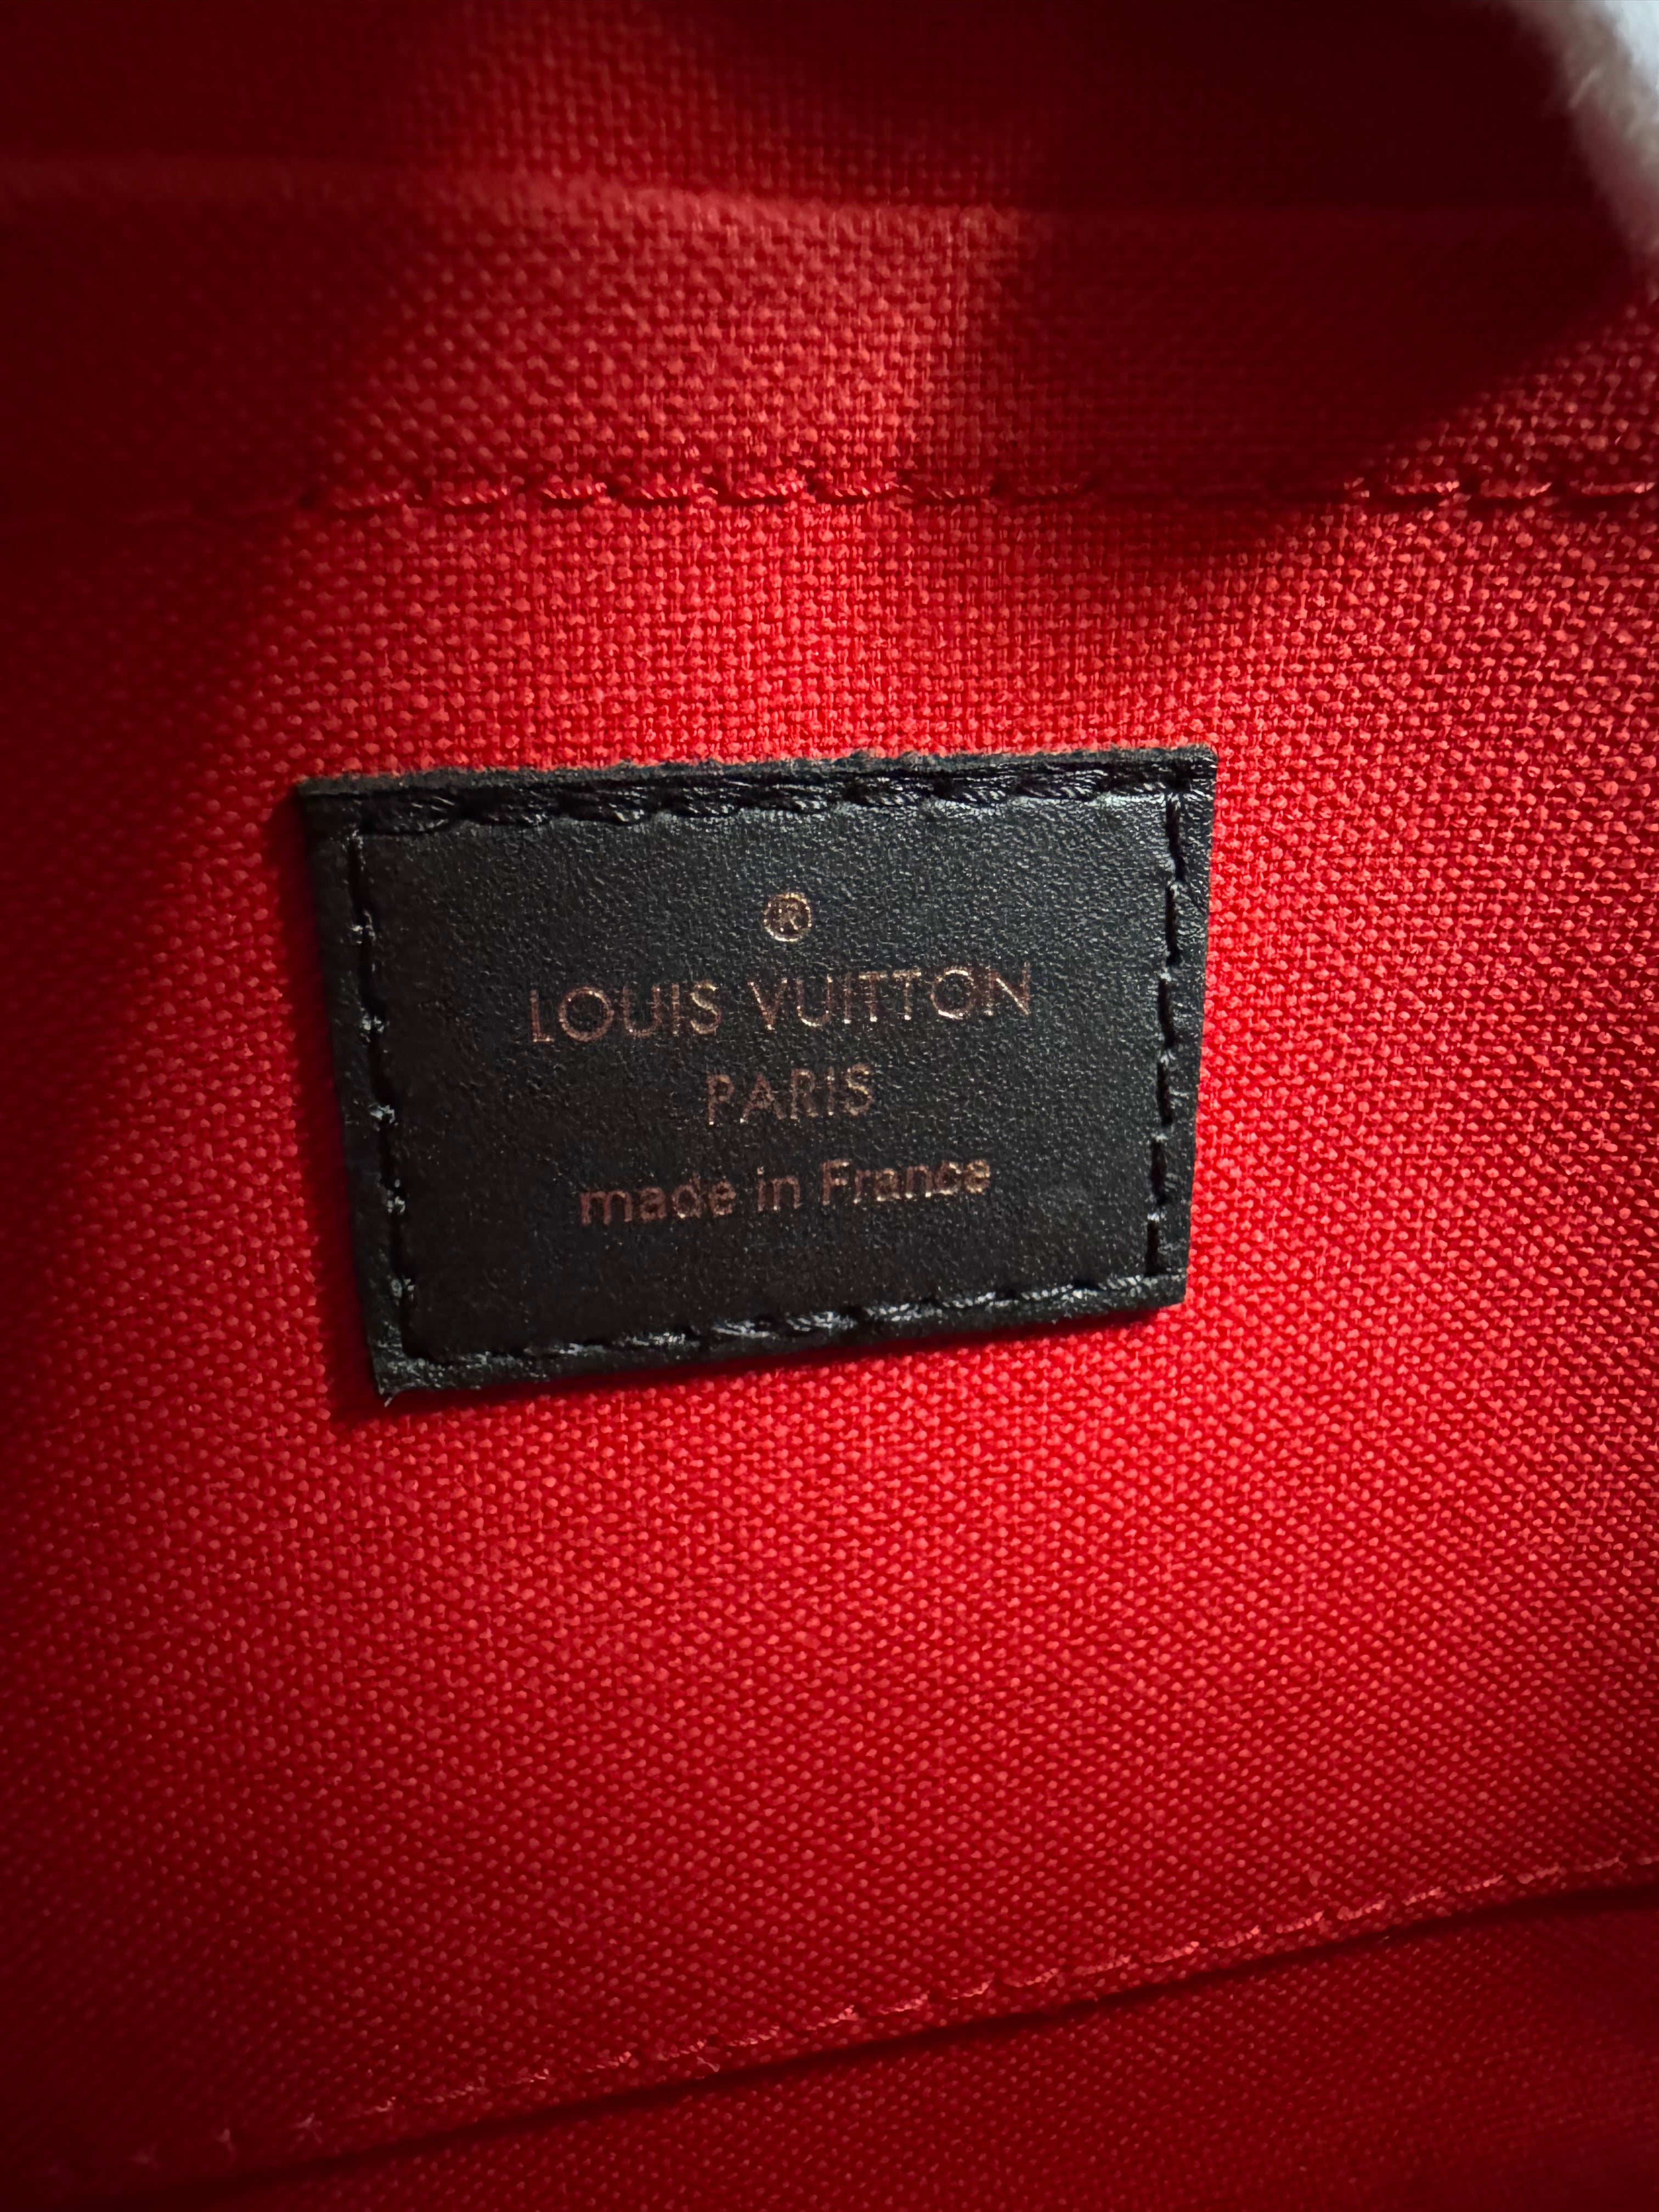 ®
LOUIS VUITTON
PARIS
made in France